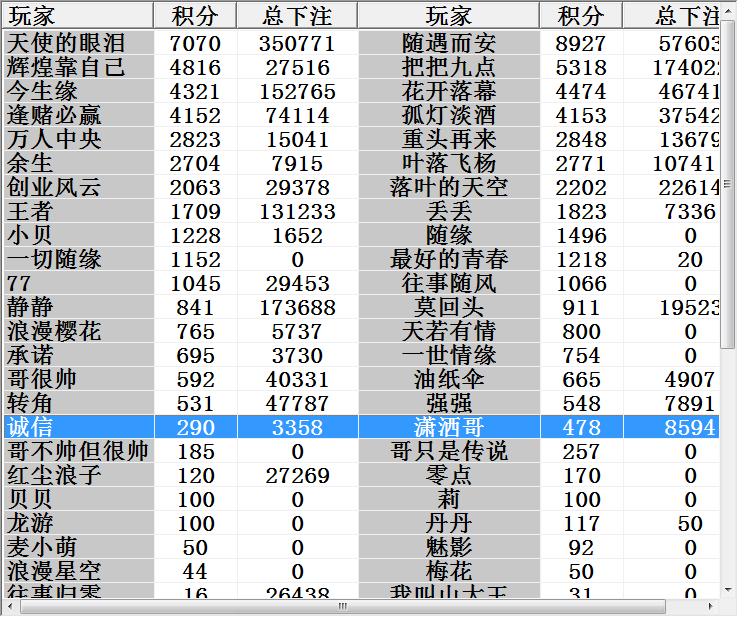 玩家 积分 总下注 玩家 积分 总下注
天使的眼泪 7070 350771 随遇而安 8927 57603
辉煌靠自己 4816 27516 把把九点 5318 17402
今生缘 4321 152765 花开落幕 4474 46741
逢赌必赢 4152 74114 孤灯淡酒 4153 37542
万人中央 2823 15041 重头再来 2848 13679
余生 2704 7915 叶落飞杨 2771 10741
创业风云 2063 29378 落叶的天空 2202 22614
王者 1709 131233 丢丢 1823 7336
小贝 1228 1652 随缘 1496 0
一切随缘 1152 0 最好的青春 1218 20
77 1045 29453 往事随风 1066 0
静静 841 173688 莫回头 911 19523
浪漫樱花 765 5737 天若有情 800 0
承诺 695 3730 一世情缘 754 0
哥很帅 592 40331 油纸伞 665 4907
转角 531 47787 强强 548 7891
诚信 290 3358 潇洒哥 478 8594
哥不帅但很帅 185 0 哥只是传说 257 0
红尘浪子 120 27269 零点 170 0
贝贝 100 0 莉 100 0
龙游 100 0 丹丹 117 50
麦小萌 50 0 魅影 92 0
浪漫星空 44 0 梅花 50 0
往事归零 16 26438 我叫山大王 31 0